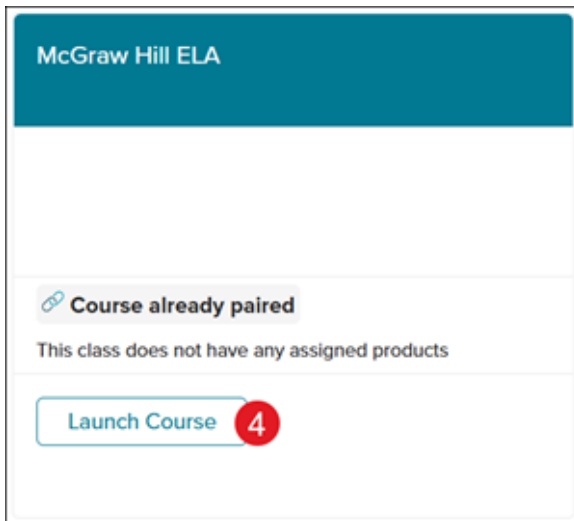 McGraw Hill ELA
Course already paired
This class does not have any assigned products
Launch Course 4